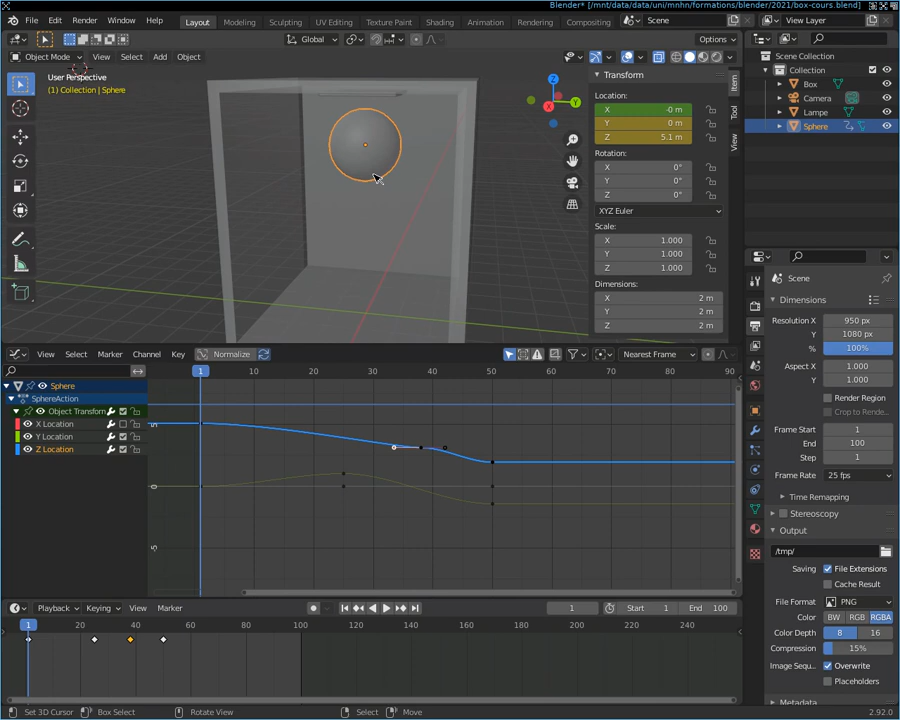 Blender* [/mnt/data/data/uni/mnhn/formations/blender/2021/box-cours.blend]
File Edit Render Window Help Layout Modeling Sculpting UV Editing Texture Paint Shading Animation Rendering Compositing Scene View Layer
Global Options
Object Mode View Select Add Object
User Perspective
(1) Collection | Sphere
Z
Y
X
Item
Tool
View
Transform
Location:
X -0 m
Y 0 m
Z 5.1 m
Rotation:
X 0°
Y 0°
Z 0°
XYZ Euler
Scale:
X 1.000
Y 1.000
Z 1.000
Dimensions:
X 2 m
Y 2 m
Z 2 m
Scene Collection
Collection
Box
Camera
Lampe
Sphere
Scene
Dimensions
Resolution X 950 px
Y 1080 px
% 100%
Aspect X 1.000
Y 1.000
Render Region
Crop to Rende..
Frame Start 1
End 100
Step 1
Frame Rate 25 fps
Time Remapping
Stereoscopy
Output
/tmp/
Saving File Extensions
Cache Result
File Format PNG
Color BW RGB RGBA
Color Depth 8 16
Compression 15%
Image Sequ... Overwrite
Placeholders
Metadata
View Select Marker Channel Key Normalize Nearest Frame
1 10 20 30 40 50 60 70 80 90
Sphere
SphereAction
Object Transform
X Location
Y Location
Z Location
5
0
-5
Playback Keying View Marker 1 Start 1 End 100
1 20 40 60 80 100 120 140 160 180 200 220 240
Set 3D Cursor Box Select Rotate View Select Move 2.92.0